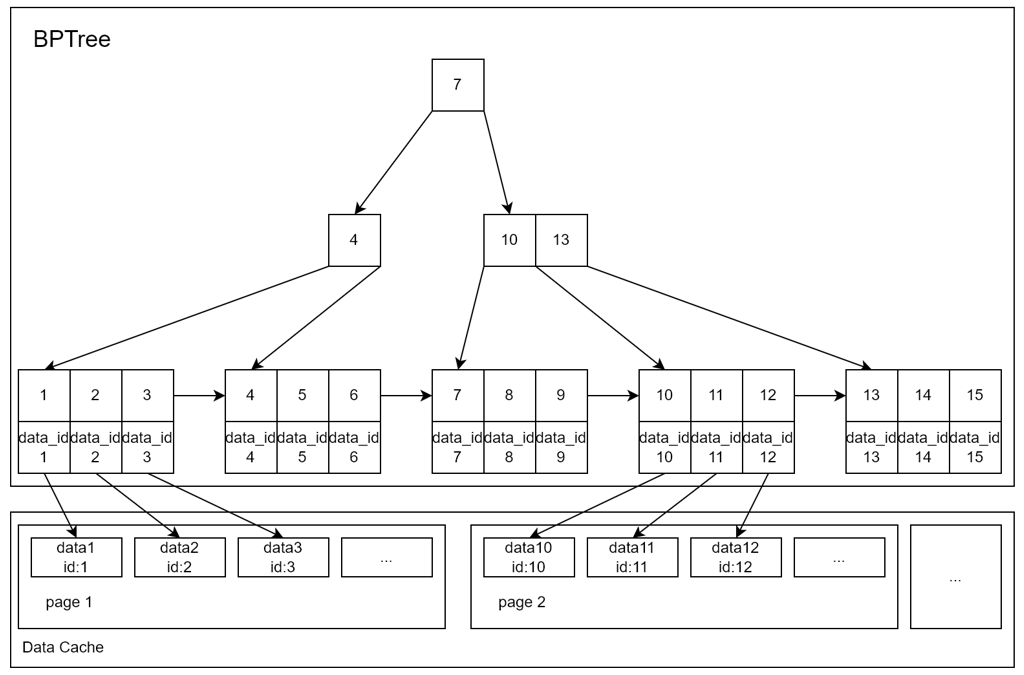 BPTree
7
4
10 13
1 2 3 4 5 6 7 8 9 10 11 12 13 14 15
data_id data_id data_id data_id data_id data_id data_id data_id data_id data_id data_id data_id data_id data_id data_id
1 2 3 4 5 6 7 8 9 10 11 12 13 14 15
data1 data2 data3 ... data10 data11 data12 ... ...
id:1 id:2 id:3 id:10 id:11 id:12
page 1 page 2
Data Cache